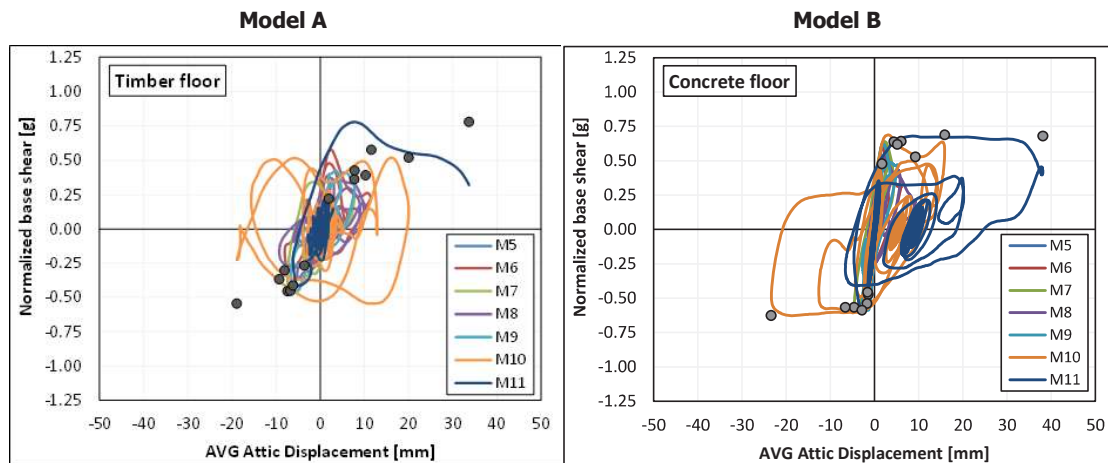 Model A
Model B
Timber floor
Normalized base shear [g]
1.25
1.00
0.75
0.50
0.25
0.00
-0.25
-0.50
-0.75
-1.00
-1.25
-50 -40 -30 -20 -10 0 10 20 30 40 50
AVG Attic Displacement [mm]
M5
M6
M7
M8
M9
M10
M11
Concrete floor
Normalized base shear [g]
1.25
1.00
0.75
0.50
0.25
0.00
-0.25
-0.50
-0.75
-1.00
-1.25
-50 -40 -30 -20 -10 0 10 20 30 40 50
AVG Attic Displacement [mm]
M5
M6
M7
M8
M9
M10
M11